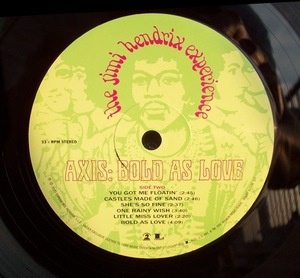 the jimi hendrix experience
33⅓ RPM STEREO
AXIS: BOLD AS LOVE
SIDE TWO
YOU GOT ME FLOATIN' (2:45)
CASTLES MADE OF SAND (2:46)
SHE'S SO FINE (2:37)
ONE RAINY WISH (3:40)
LITTLE MISS LOVER (2:20)
BOLD AS LOVE (4:09)